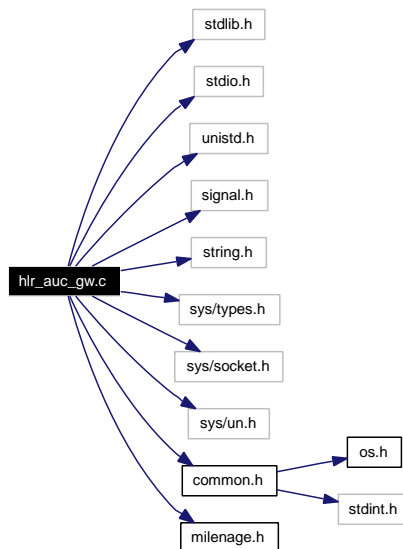 stdlib.h
stdio.h
unistd.h
signal.h
string.h
hlr_auc_gw.c
sys/types.h
sys/socket.h
sys/un.h
os.h
common.h
stdint.h
milenage.h